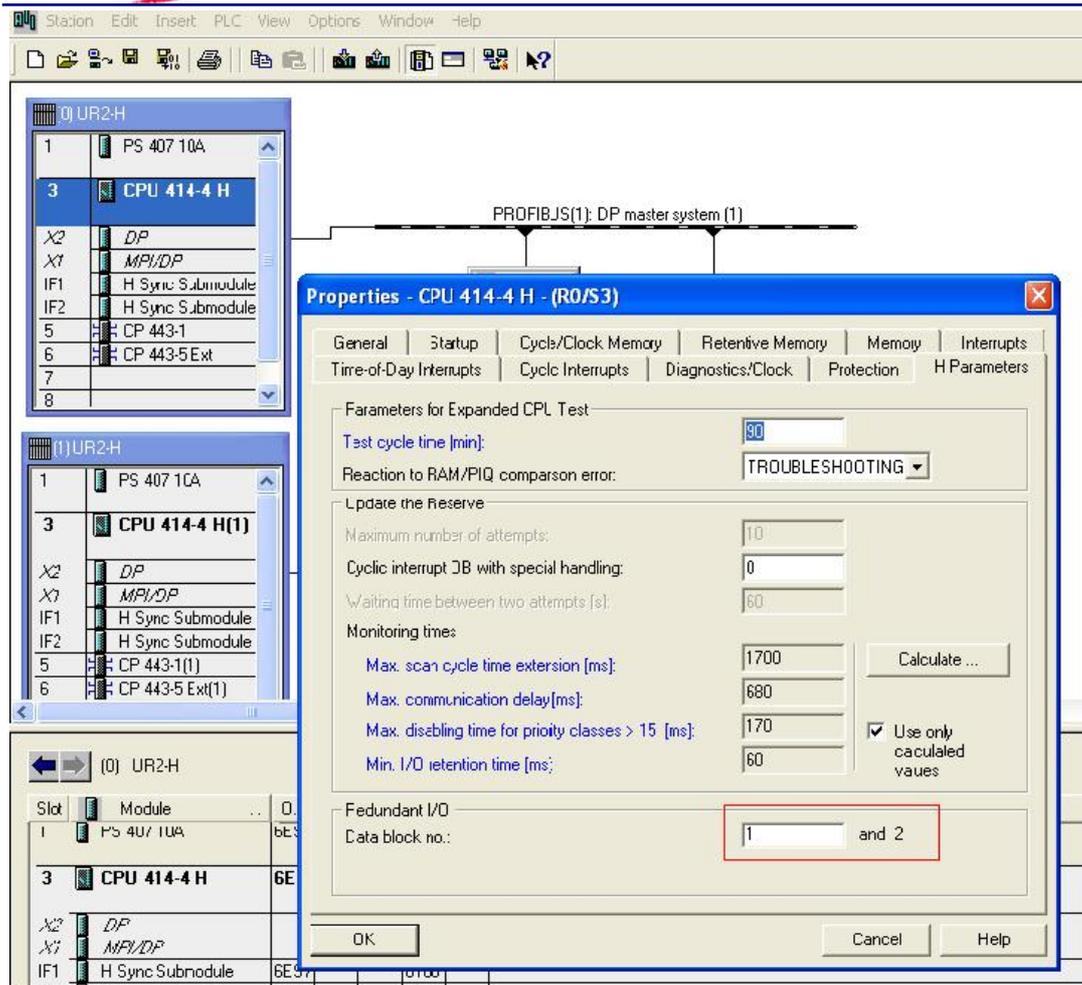 Station Edit Insert PLC View Options Window Help
(0) UR2-H
1 PS 407 10A
3 CPU 414-4 H
X2 DP
X1 MPI/DP
IF1 H Sync Submodule
IF2 H Sync Submodule
5 CP 443-1
6 CP 443-5 Ext
7
8
PROFIBUS(1): DP master system (1)
(1) UR2-H
1 PS 407 10A
3 CPU 414-4 H(1)
X2 DP
X1 MPI/DP
IF1 H Sync Submodule
IF2 H Sync Submodule
5 CP 443-1(1)
6 CP 443-5 Ext(1)
Properties - CPU 414-4 H - (R0/S3)
General Startup Cycle/Clock Memory Retentive Memory Memory Interrupts
Time-of-Day Interrupts Cyclic Interrupts Diagnostics/Clock Protection H Parameters
Parameters for Expanded CPU Test
Test cycle time [min]: 90
Reaction to RAM/PIQ comparison error: TROUBLESHOOTING
Update the Reserve
Maximum number of attempts: 10
Cyclic interrupt OB with special handling: 0
Waiting time between two attempts [s]: 60
Monitoring times
Max. scan cycle time extension [ms]: 1700 Calculate ...
Max. communication delay[ms]: 680
Max. disabling time for priority classes > 15 [ms]: 170 Use only
caculated
Min. I/O retention time [ms]: 60 values
Redundant I/O
Data block no.: 1 and 2
OK Cancel Help
(0) UR2-H
Slot Module .. O.
1 PS 407 10A 6ES
3 CPU 414-4 H 6E
X2 DP
X1 MPI/DP
IF1 H Sync Submodule 6ES7